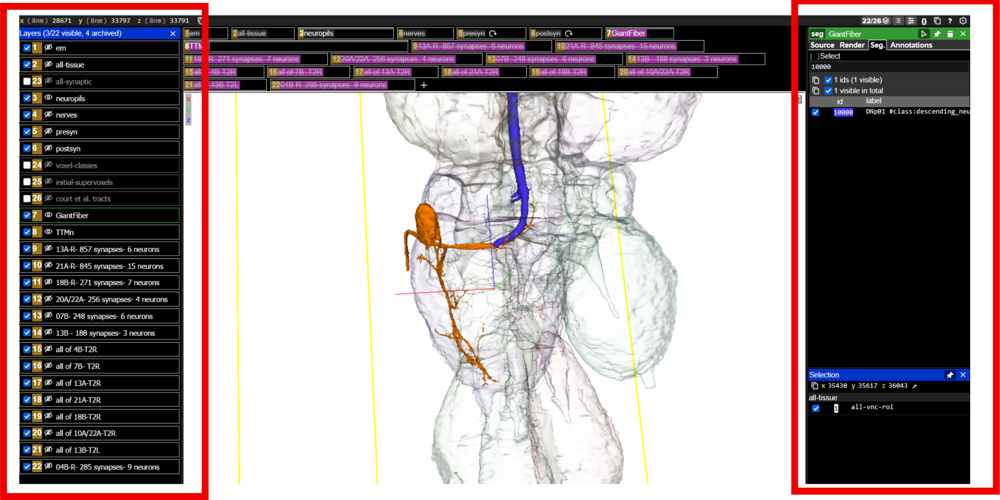 x (8nm) 28671 y (8nm) 33797 z (8nm) 33791
22/26 {} ?
Layers (3/22 visible, 4 archived)
1 em
2 all-tissue
23 all-synaptic
3 neuropils
4 nerves
5 presyn
6 postsyn
24 voxel-classes
25 initial-supervoxels
26 court et al. tracts
7 GiantFiber
8 TTMn
9 13A-R- 857 synapses- 6 neurons
10 21A-R- 845 synapses- 15 neurons
11 18B-R- 271 synapses- 7 neurons
12 20A/22A- 256 synapses- 4 neurons
13 07B- 248 synapses- 6 neurons
14 13B - 188 synapses- 3 neurons
15 all of 4B-T2R
16 all of 7B- T2R
17 all of 13A-T2R
18 all of 21A-T2R
19 all of 18B-T2R
20 all of 10A/22A-T2R
21 all of 13B-T2L
22 04B-R- 285 synapses- 9 neurons
1em 2all-tissue 3neuropils 4nerves 5presyn 6postsyn 7GiantFiber
8TTM 913A-R- 857 synapses- 6 neurons 1021A-R- 845 synapses- 15 neurons
1118 R- 271 synapses- 7 neurons 1220A/22A- 256 synapses- 4 neurons 1307B- 248 synapses- 6 neurons 1413B - 188 synapses- 3 neurons
15all 4B-T2R 16all of 7B- T2R 17all of 13A-T2R 18all of 21A-T2R 19all of 18B-T2R 20all of 10A/22A-T2R
21all 13B-T2L 2204B-R- 285 synapses- 9 neurons +
x
y
z
seg GiantFiber
Source Render Seg. Annotations
[ ]Select
10000
1 ids (1 visible)
1 visible in total
id label
10000 DNp01 #class:descending_neu
Selection
x 35430 y 35617 z 36043
all-tissue
1 all-vnc-roi